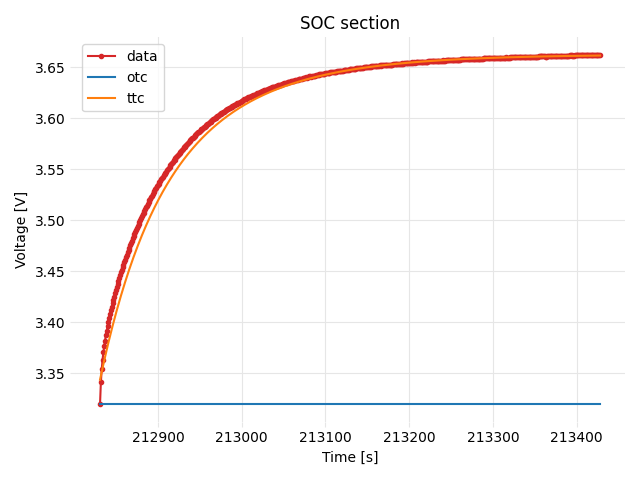 SOC section
data
otc
ttc
Voltage [V]
3.65
3.60
3.55
3.50
3.45
3.40
3.35
212900 213000 213100 213200 213300 213400
Time [s]